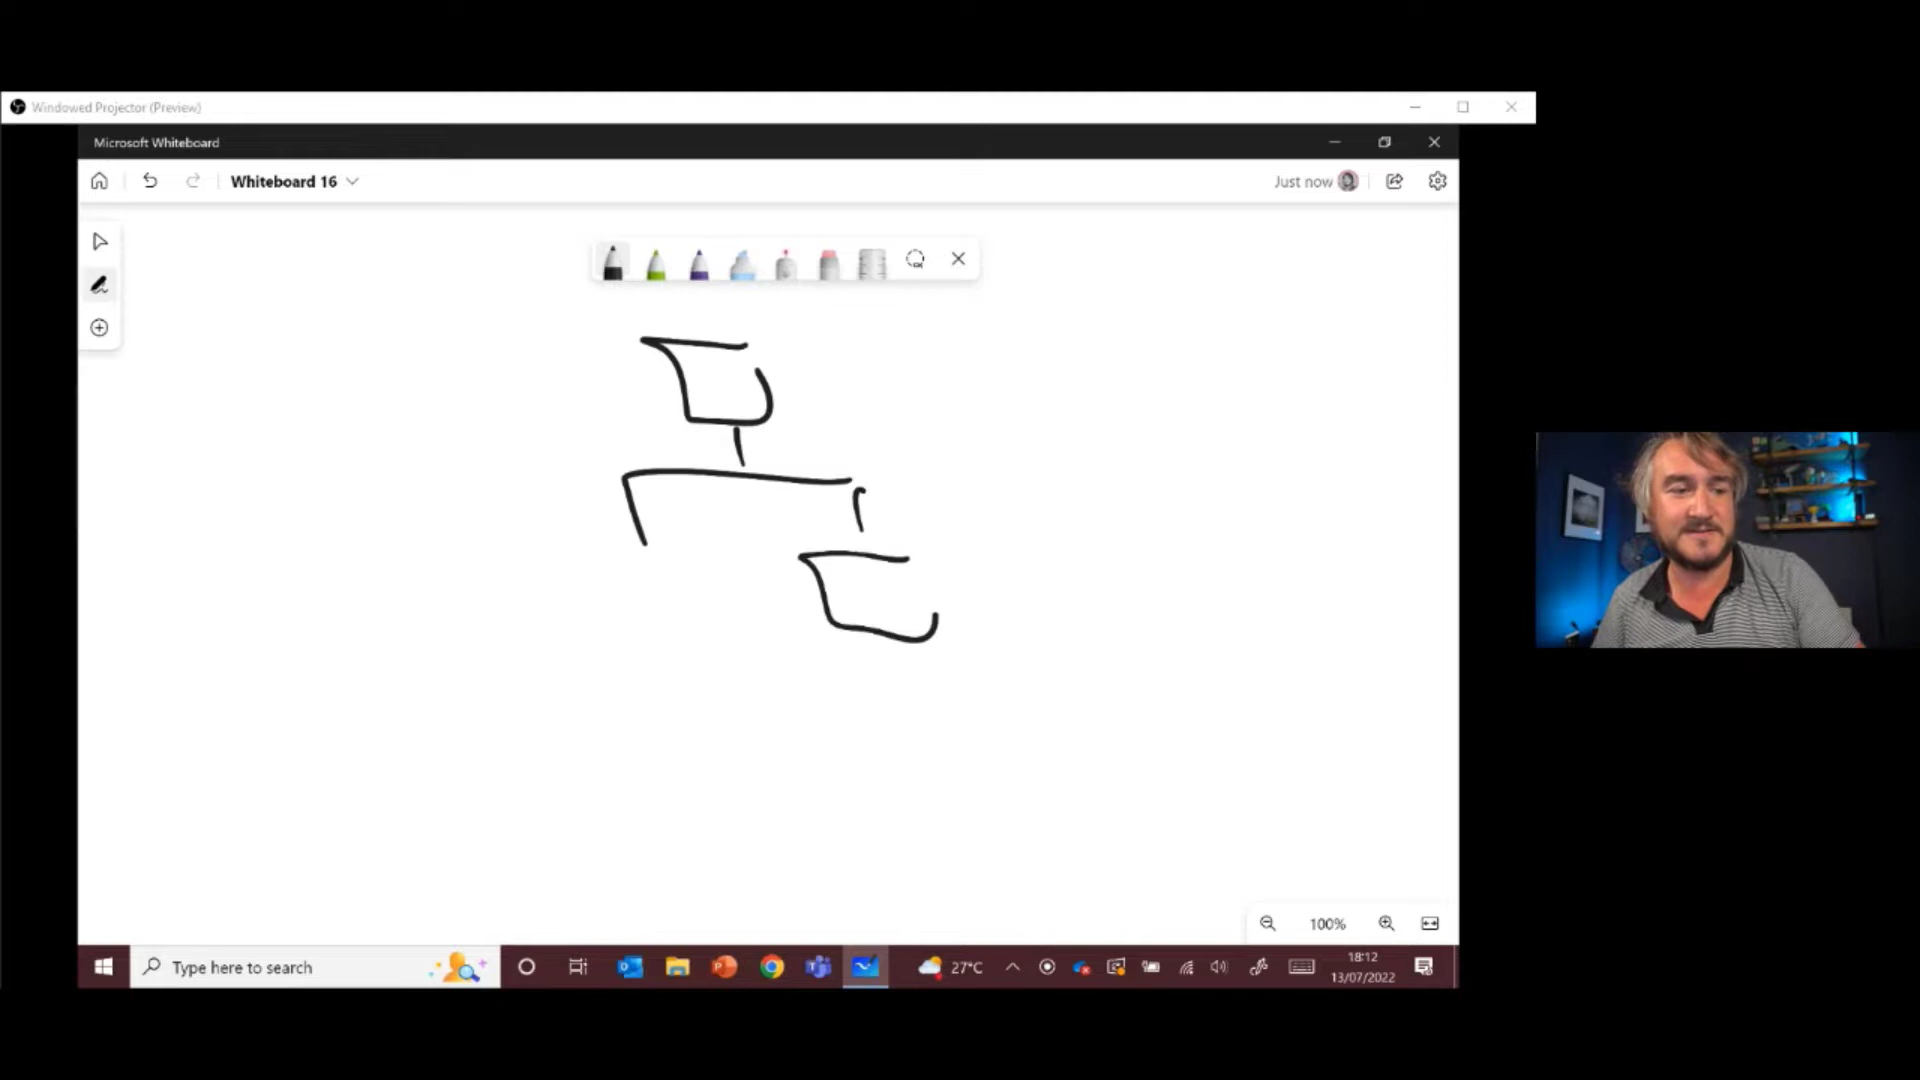 Windowed Projector (Preview)
Microsoft Whiteboard
Whiteboard 16
Just now
100%
Type here to search
27°C
18:12
13/07/2022